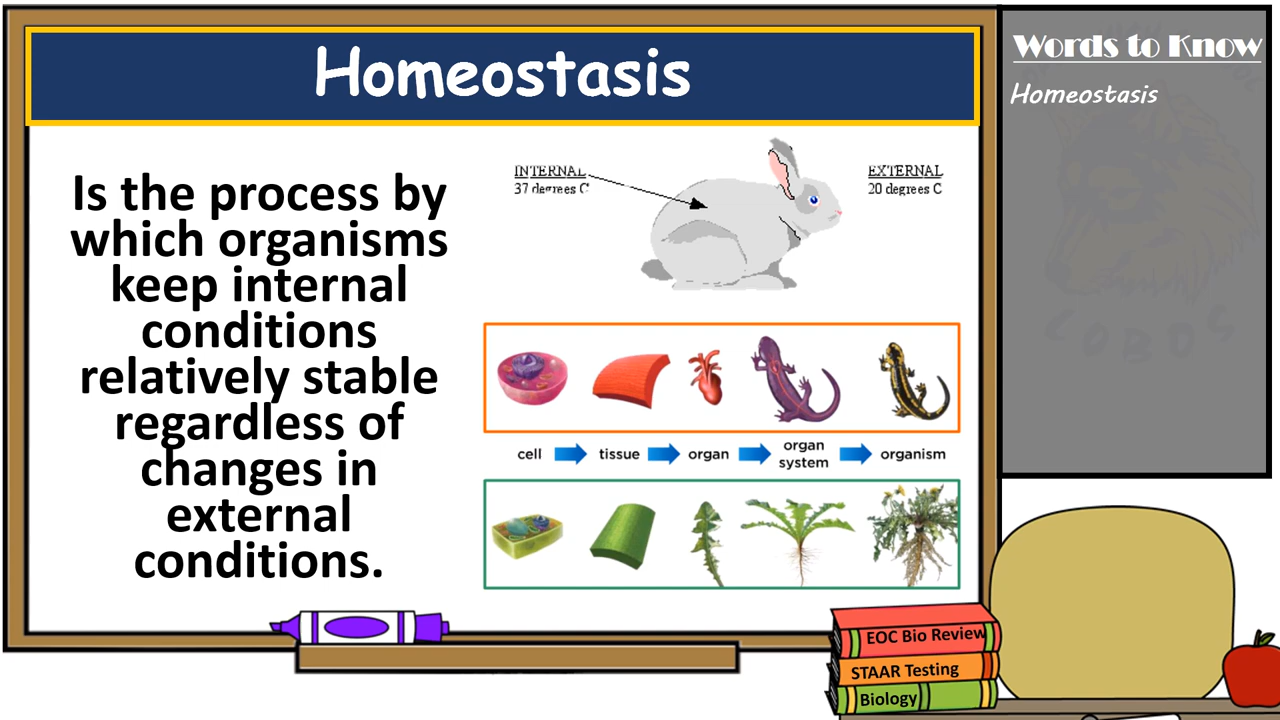 Homeostasis
Is the process by
which organisms
keep internal
conditions
relatively stable
regardless of
changes in
external
conditions.
INTERNAL
37 degrees C
EXTERNAL
20 degrees C
cell
tissue
organ
organ
system
organism
Words to Know
Homeostasis
COBOS
EOC Bio Review
STAAR Testing
Biology